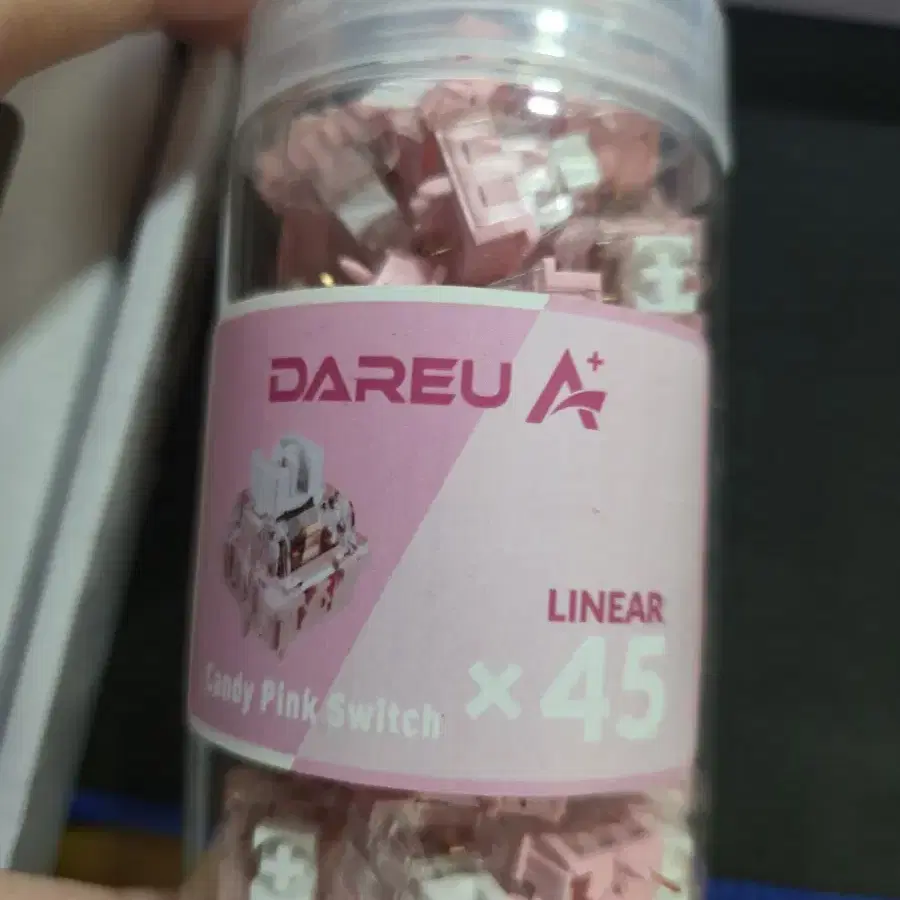 DAREU A+
LINEAR
Candy Pink Switch
×45